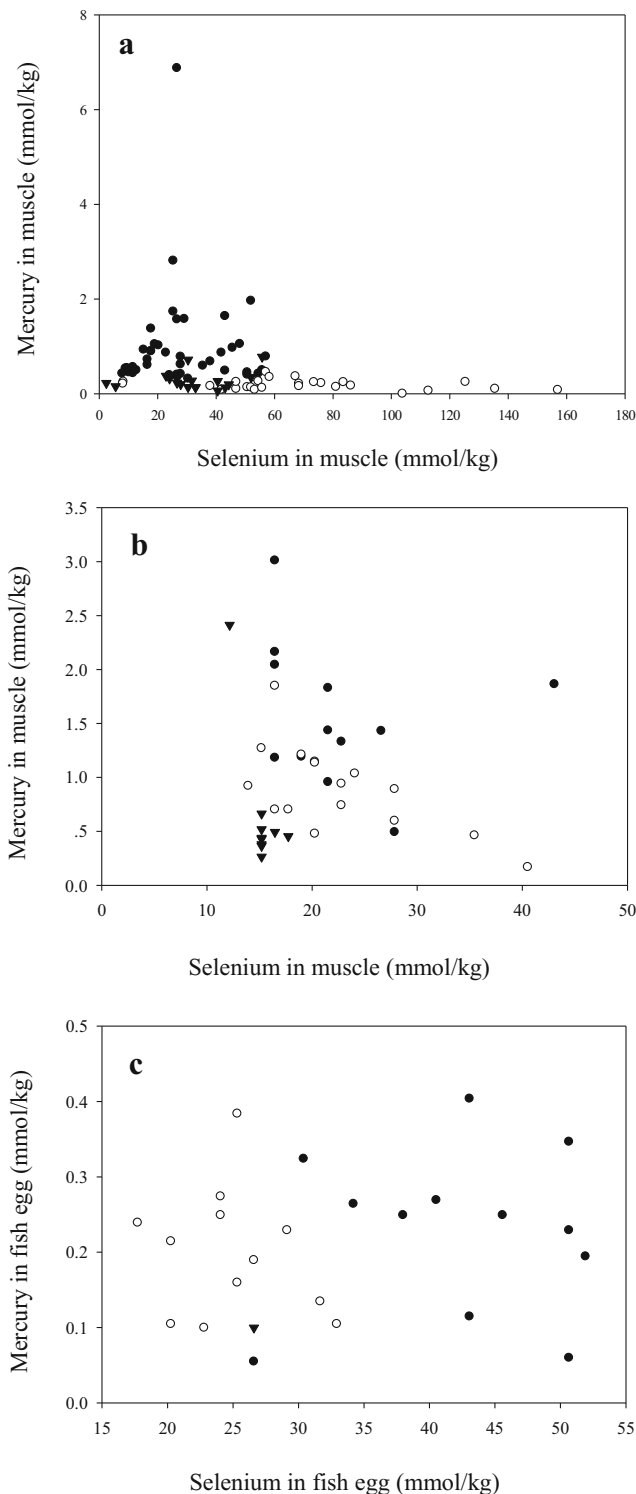 8
a
6
4
2
0
Mercury in muscle (mmol/kg)
0 20 40 60 80 100 120 140 160 180
Selenium in muscle (mmol/kg)
3.5
b
3.0
2.5
2.0
1.5
1.0
.5
0.0
Mercury in muscle (mmol/kg)
0 10 20 30 40 50
Selenium in muscle (mmol/kg)
0.5
c
0.4
0.3
0.2
0.1
0.0
Mercury in fish egg (mmol/kg)
15 20 25 30 35 40 45 50 55
Selenium in fish egg (mmol/kg)